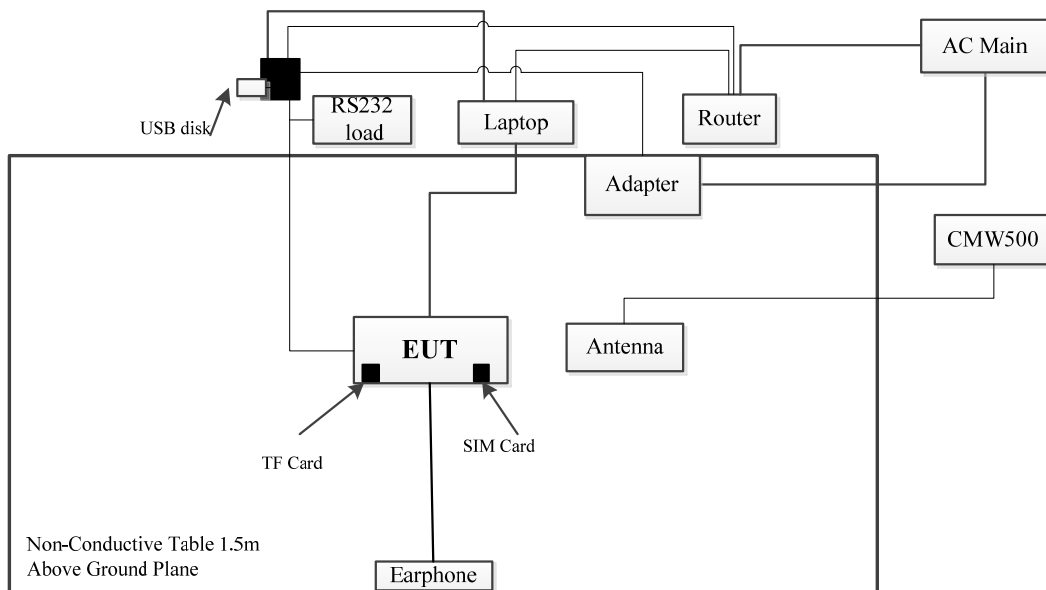 AC Main
USB disk
RS232
load
Laptop
Router
Adapter
CMW500
EUT
Antenna
TF Card
SIM Card
Non-Conductive Table 1.5m
Above Ground Plane
Earphone